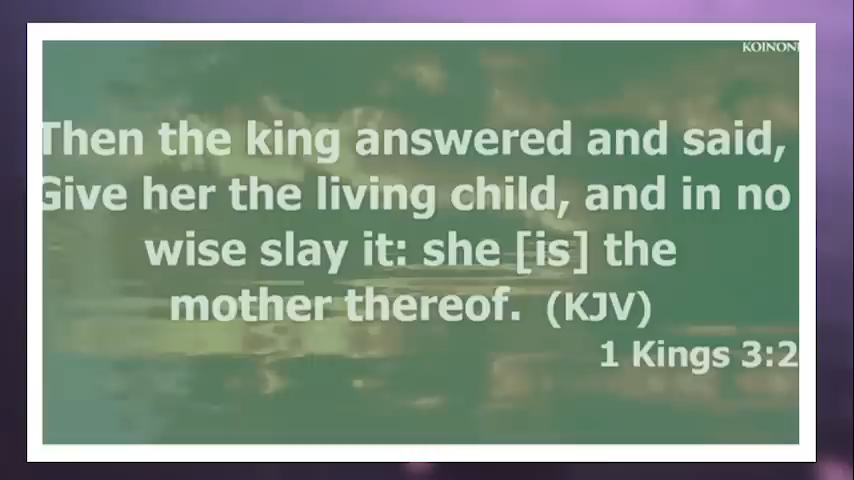 KOINONI
Then the king answered and said,
Give her the living child, and in no
wise slay it: she [is] the
mother thereof. (KJV)
1 Kings 3:2